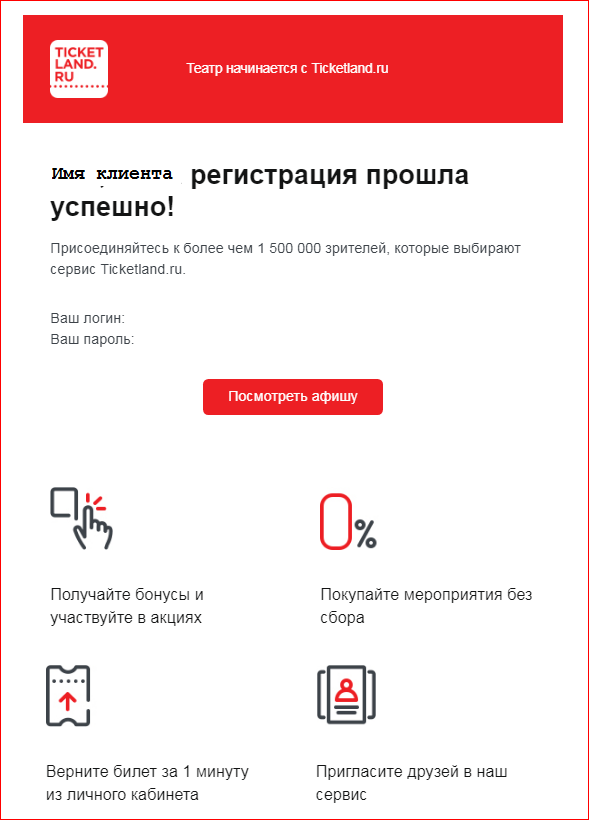 TICKET
LAND.
RU
Театр начинается с Ticketland.ru
Имя клиента регистрация прошла
успешно!
Присоединяйтесь к более чем 1 500 000 зрителей, которые выбирают
сервис Ticketland.ru.
Ваш логин:
Ваш пароль:
Посмотреть афишу
0%
Получайте бонусы и
участвуйте в акциях
Покупайте мероприятия без
сбора
Верните билет за 1 минуту
из личного кабинета
Пригласите друзей в наш
сервис